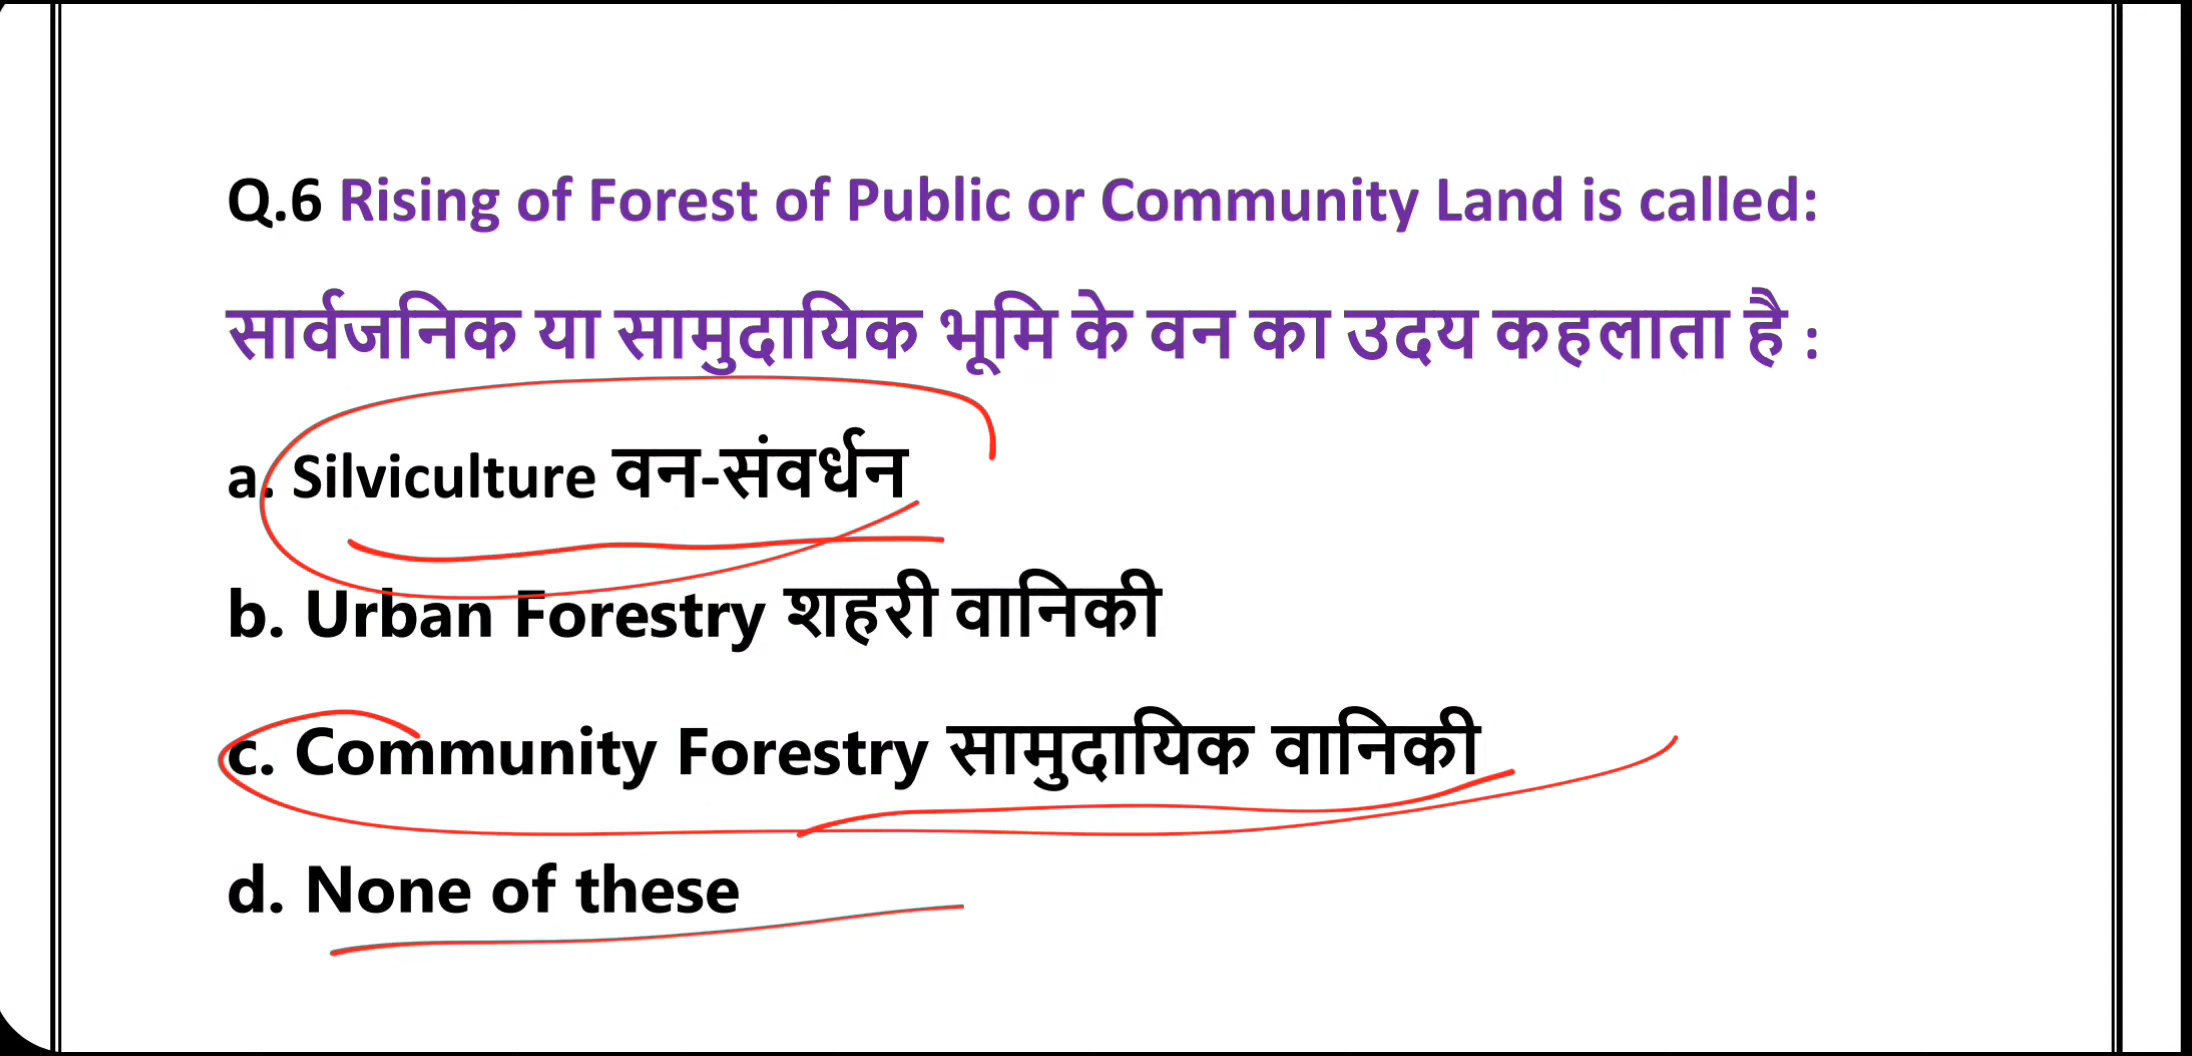 Q.6 Rising of Forest of Public or Community Land is called:
सार्वजनिक या सामुदायिक भूमि के वन का उदय कहलाता है :
a. Silviculture वन-संवर्धन
b. Urban Forestry शहरी वानिकी
c. Community Forestry सामुदायिक वानिकी
d. None of these